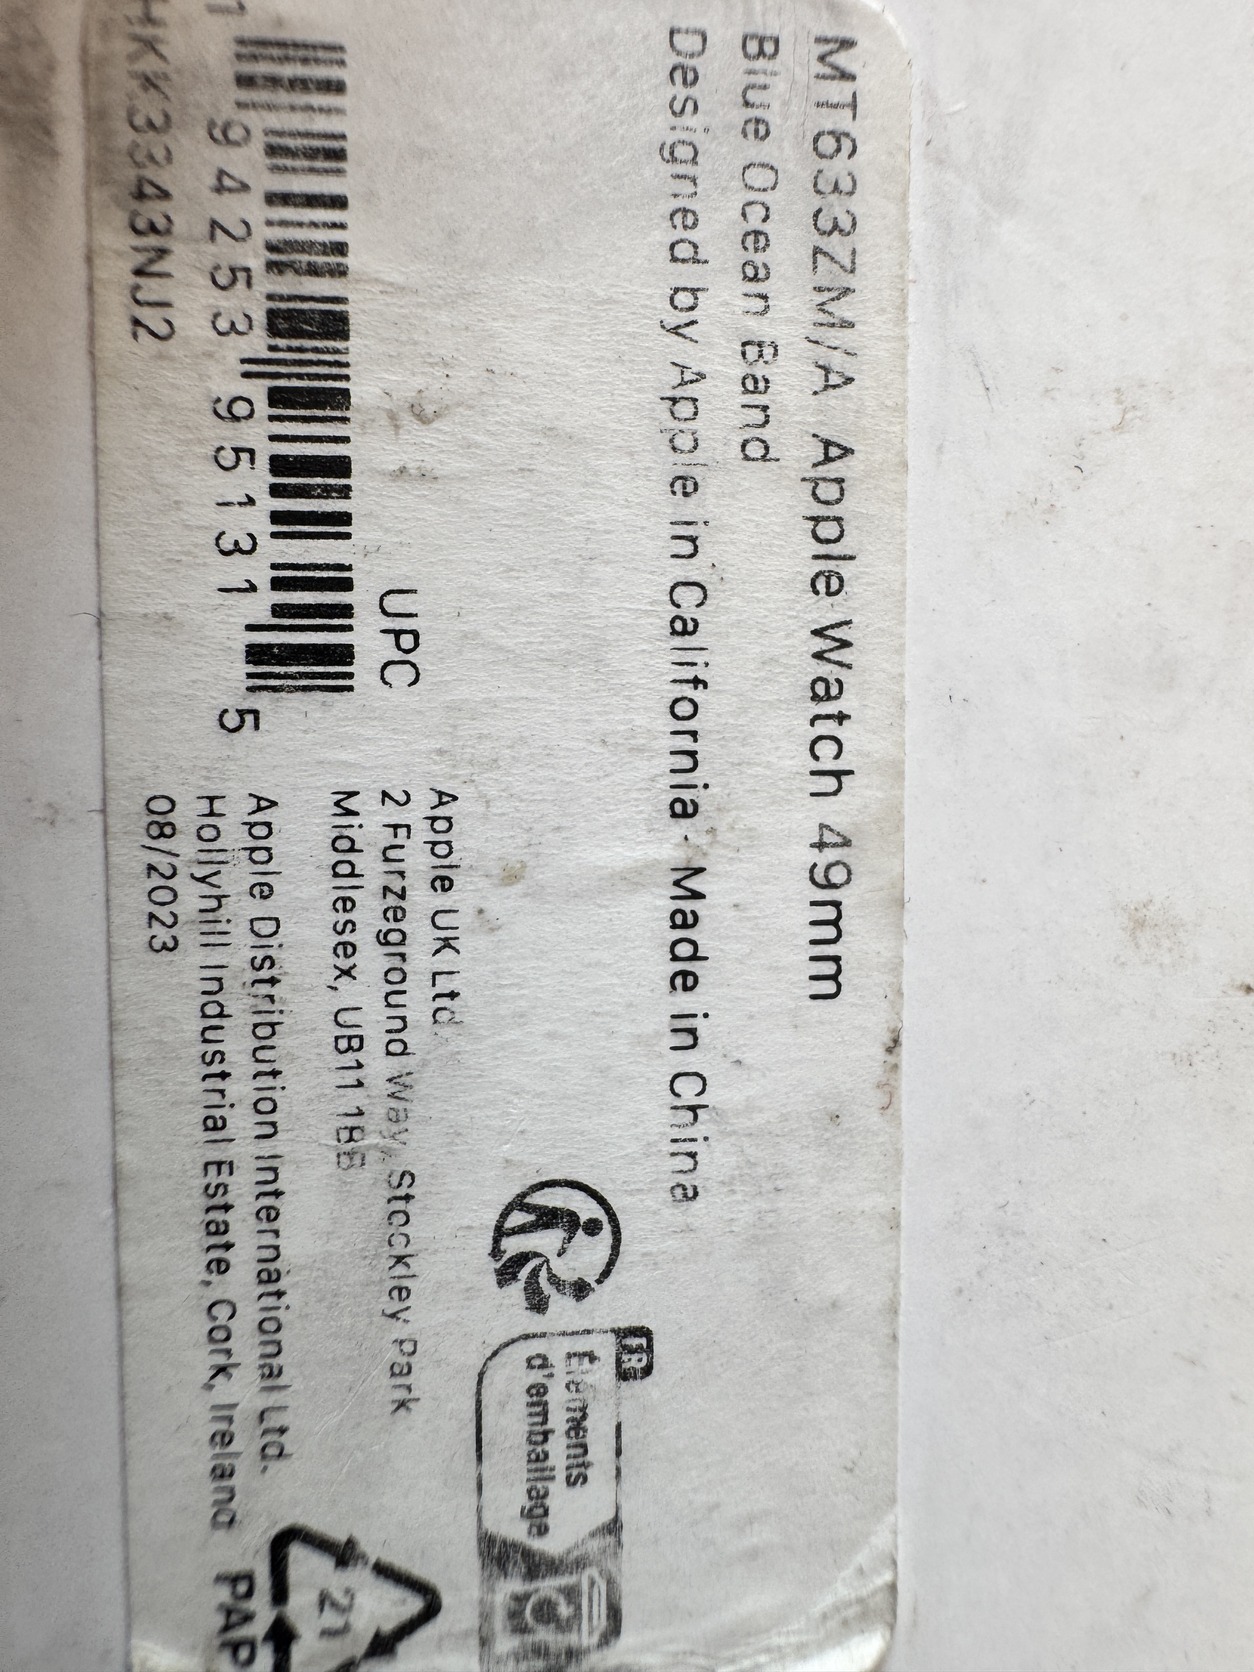 MT633ZM/A Apple Watch 49mm
Blue Ocean Band
Designed by Apple in California · Made in China
FR
Éléments
d'emballage
UPC
1 94253 95131 5
HKK3343NJ2
Apple UK Ltd.
2 Furzeground Way, Stockley Park
Middlesex, UB11 1BB
Apple Distribution International Ltd.
Hollyhill Industrial Estate, Cork, Ireland
08/2023
21
PAP